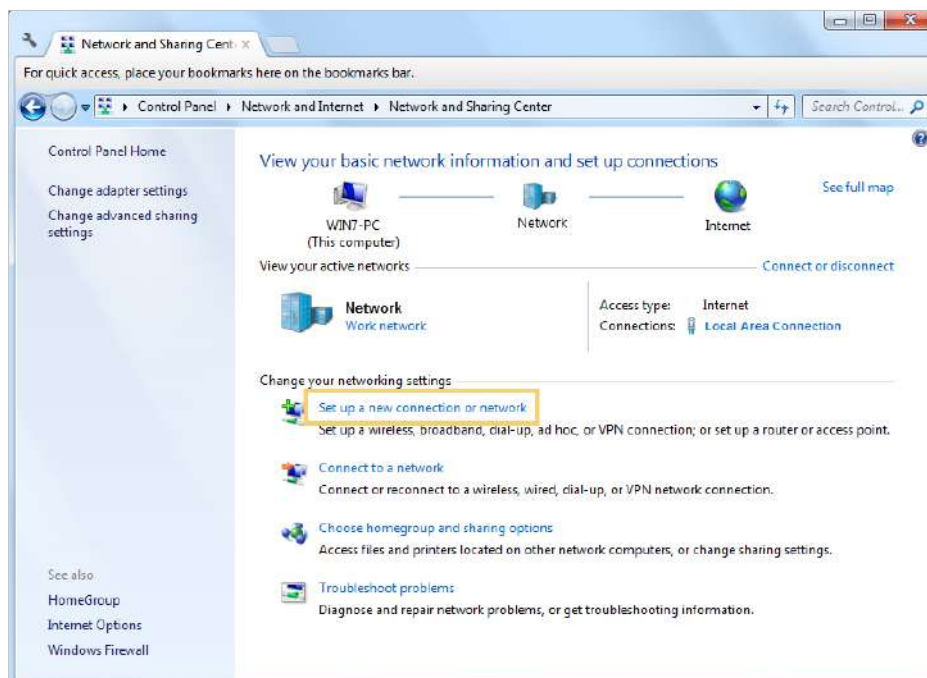 Network and Sharing Cent
For quick access, place your bookmarks here on the bookmarks bar.
Control Panel Network and Internet Network and Sharing Center
Search Control...
Control Panel Home
Change adapter settings
Change advanced sharing
settings
View your basic network information and set up connections
See full map
WIN7-PC
(This computer)
Network
Internet
View your active networks
Connect or disconnect
Network
Work network
Access type: Internet
Connections: Local Area Connection
Change your networking settings
Set up a new connection or network
Set up a wireless, broadband, dial-up, ad hoc, or VPN connection; or set up a router or access point.
Connect to a network
Connect or reconnect to a wireless, wired, dial-up, or VPN network connection.
Choose homegroup and sharing options
Access files and printers located on other network computers, or change sharing settings.
Troubleshoot problems
Diagnose and repair network problems, or get troubleshooting information.
See also
HomeGroup
Internet Options
Windows Firewall